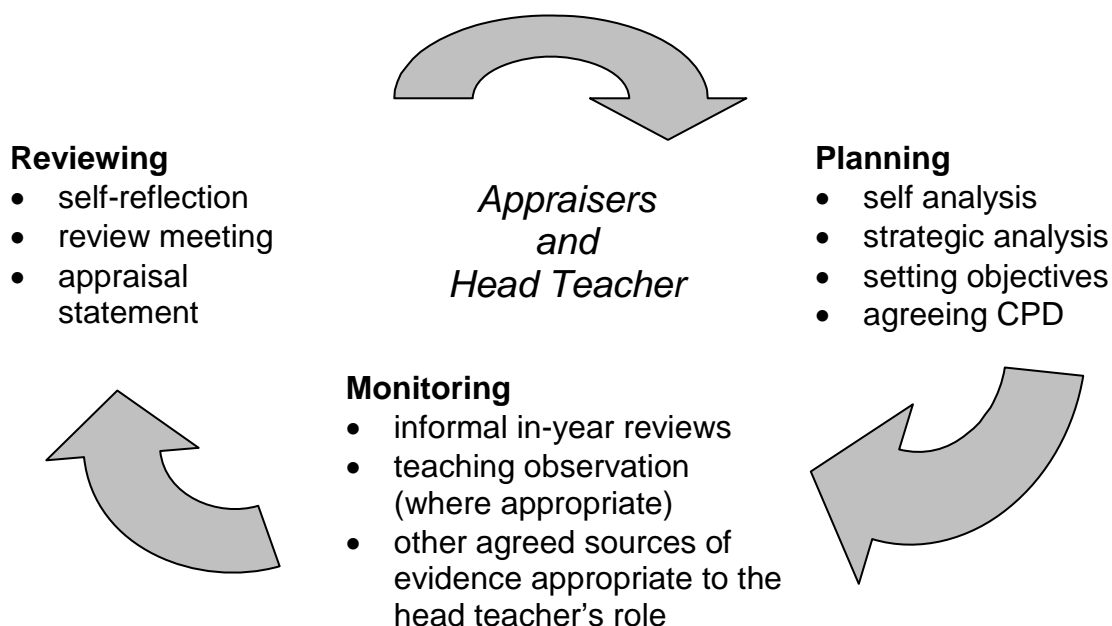 Reviewing
• self-reflection
• review meeting
• appraisal
statement
Appraisers
and
Head Teacher
Planning
• self analysis
• strategic analysis
• setting objectives
• agreeing CPD
Monitoring
• informal in-year reviews
• teaching observation
(where appropriate)
• other agreed sources of
evidence appropriate to the
head teacher's role